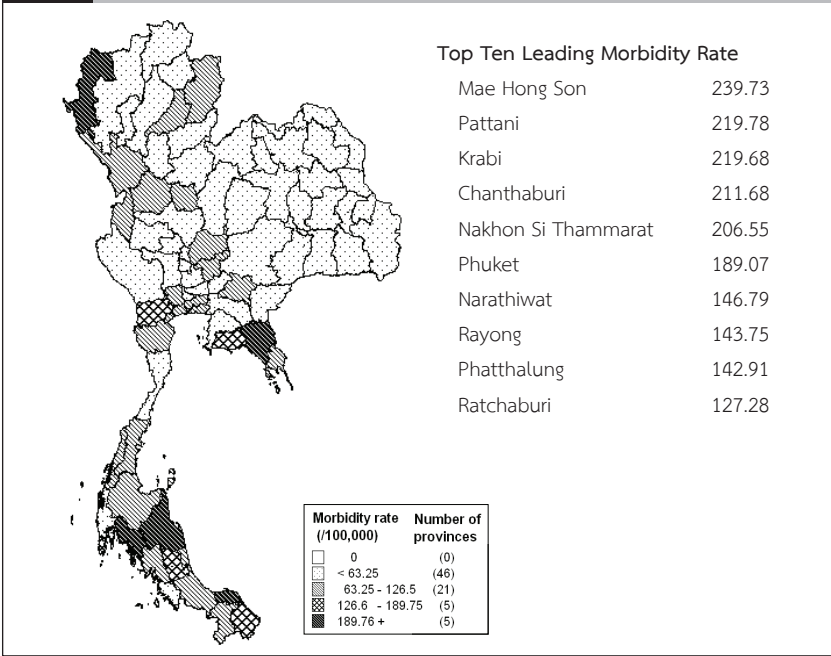 Top Ten Leading Morbidity Rate
Mae Hong Son 239.73
Pattani 219.78
Krabi 219.68
Chanthaburi 211.68
Nakhon Si Thammarat 206.55
Phuket 189.07
Narathiwat 146.79
Rayong 143.75
Phatthalung 142.91
Ratchaburi 127.28
Morbidity rate Number of
(/100,000) provinces
0 (0)
< 63.25 (46)
63.25 - 126.5 (21)
126.6 - 189.75 (5)
189.76 + (5)